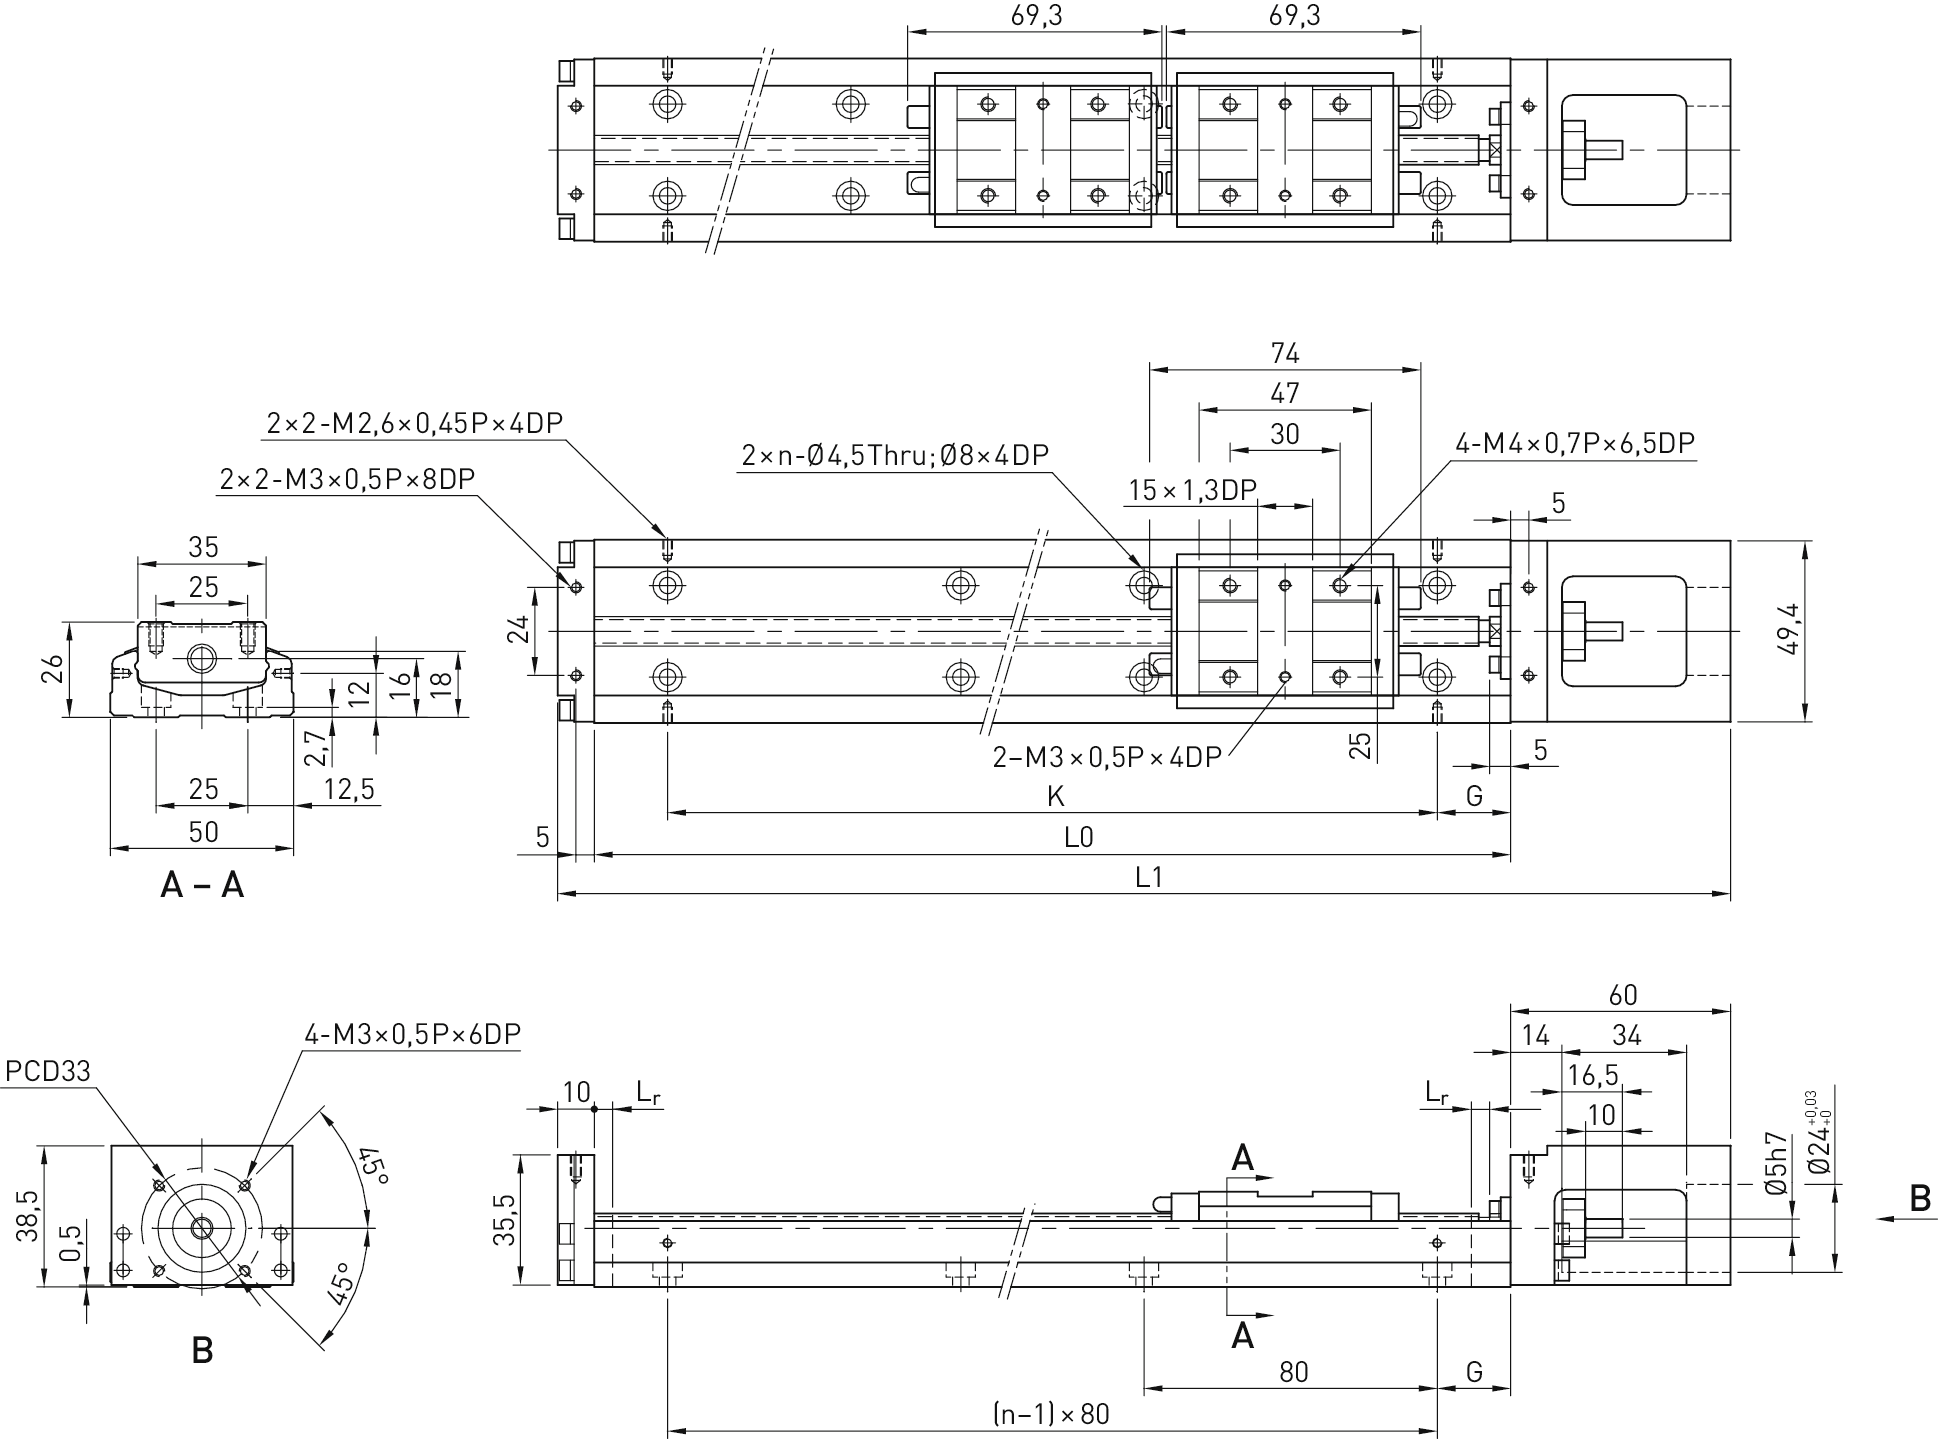 69,3 69,3
74
47
30
2×2-M2,6×0,45P×4DP
2×n-Ø4,5Thru;Ø8×4DP
4-M4×0,7P×6,5DP
2×2-M3×0,5P×8DP
15×1,3DP
5
35
25
24
26
12
16
18
2,7
49,4
25
2-M3×0,5P×4DP
5
25
12,5
K
G
50
5
L0
A – A
L1
60
4-M3×0,5P×6DP
14
34
PCD33
16,5
10
Lr
Lr
10
Ø24 +0,03 +0
Ø5h7
45°
38,5
0,5
45°
35,5
A
B
A
B
80
G
(n–1)×80